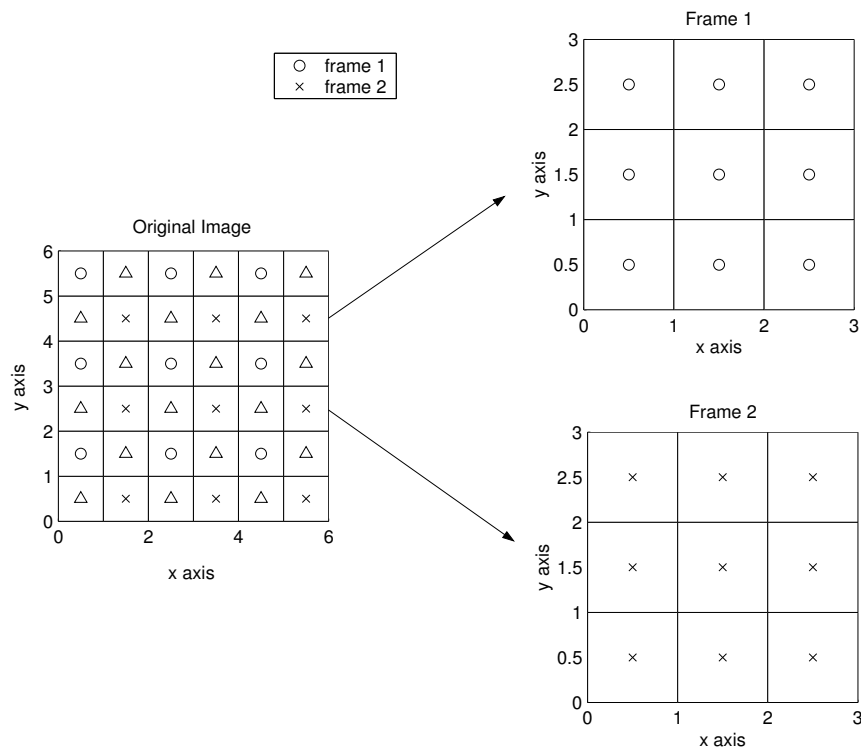 frame 1
frame 2
Original Image
6
5
4
3
2
1
0
y axis
0 2 4 6
x axis
Frame 1
3
2.5
2
1.5
1
0.5
0
y axis
0 1 2 3
x axis
Frame 2
3
2.5
2
1.5
1
0.5
0
y axis
0 1 2 3
x axis